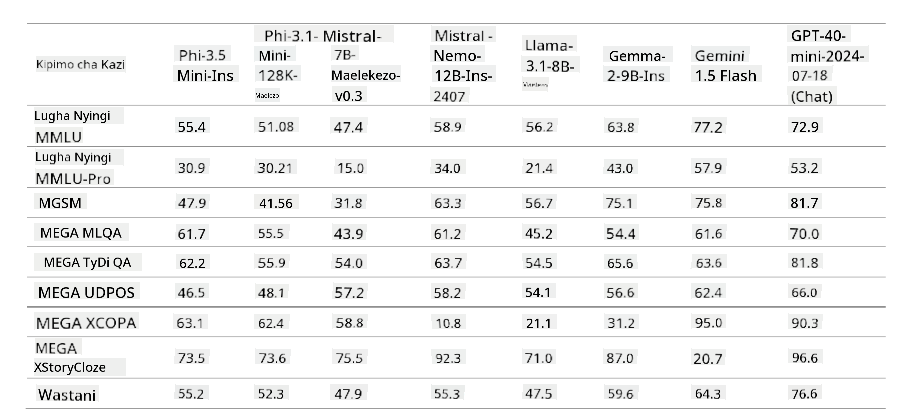 Kipimo cha Kazi Phi-3.5 Mini-Ins Phi-3.1- Mini- 128K- Maelezo Mistral- 7B- Maelekezo- v0.3 Mistral - Nemo- 12B-Ins- 2407 Llama- 3.1-8B- Maelezo Gemma- 2-9B-Ins Gemini 1.5 Flash GPT-40- mini-2024- 07-18 (Chat)
Lugha Nyingi MMLU 55.4 51.08 47.4 58.9 56.2 63.8 77.2 72.9
Lugha Nyingi MMLU-Pro 30.9 30.21 15.0 34.0 21.4 43.0 57.9 53.2
MGSM 47.9 41.56 31.8 63.3 56.7 75.1 75.8 81.7
MEGA MLQA 61.7 55.5 43.9 61.2 45.2 54.4 61.6 70.0
MEGA TyDi QA 62.2 55.9 54.0 63.7 54.5 65.6 63.6 81.8
MEGA UDPOS 46.5 48.1 57.2 58.2 54.1 56.6 62.4 66.0
MEGA XCOPA 63.1 62.4 58.8 10.8 21.1 31.2 95.0 90.3
MEGA XStoryCloze 73.5 73.6 75.5 92.3 71.0 87.0 20.7 96.6
Wastani 55.2 52.3 47.9 55.3 47.5 59.6 64.3 76.6